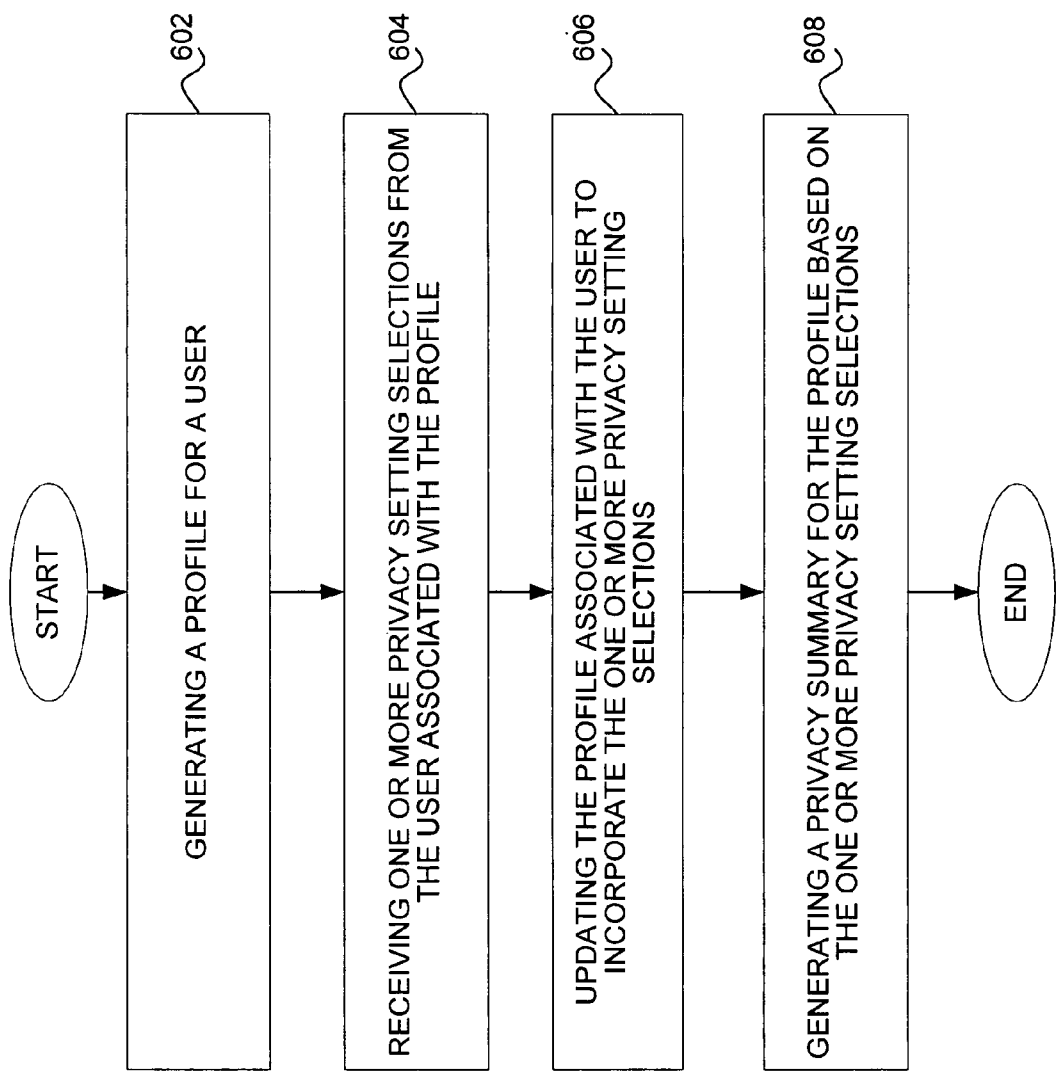 START
GENERATING A PROFILE FOR A USER
602
RECEIVING ONE OR MORE PRIVACY SETTING SELECTIONS FROM
THE USER ASSOCIATED WITH THE PROFILE
604
UPDATING THE PROFILE ASSOCIATED WITH THE USER TO
INCORPORATE THE ONE OR MORE PRIVACY SETTING
SELECTIONS
606
GENERATING A PRIVACY SUMMARY FOR THE PROFILE BASED ON
THE ONE OR MORE PRIVACY SETTING SELECTIONS
608
END